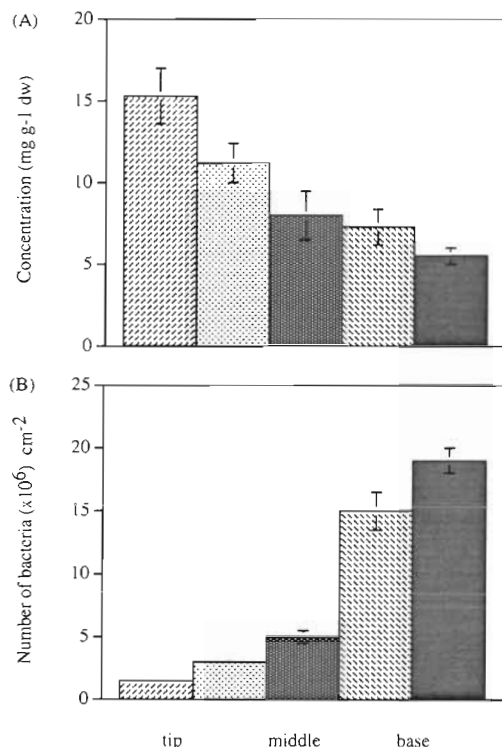 (A)
Concentration (mg g-1 dw)
20
15
10
5
0
(B)
Number of bacteria (x10⁶) cm⁻²
25
20
15
10
5
0
tip middle base